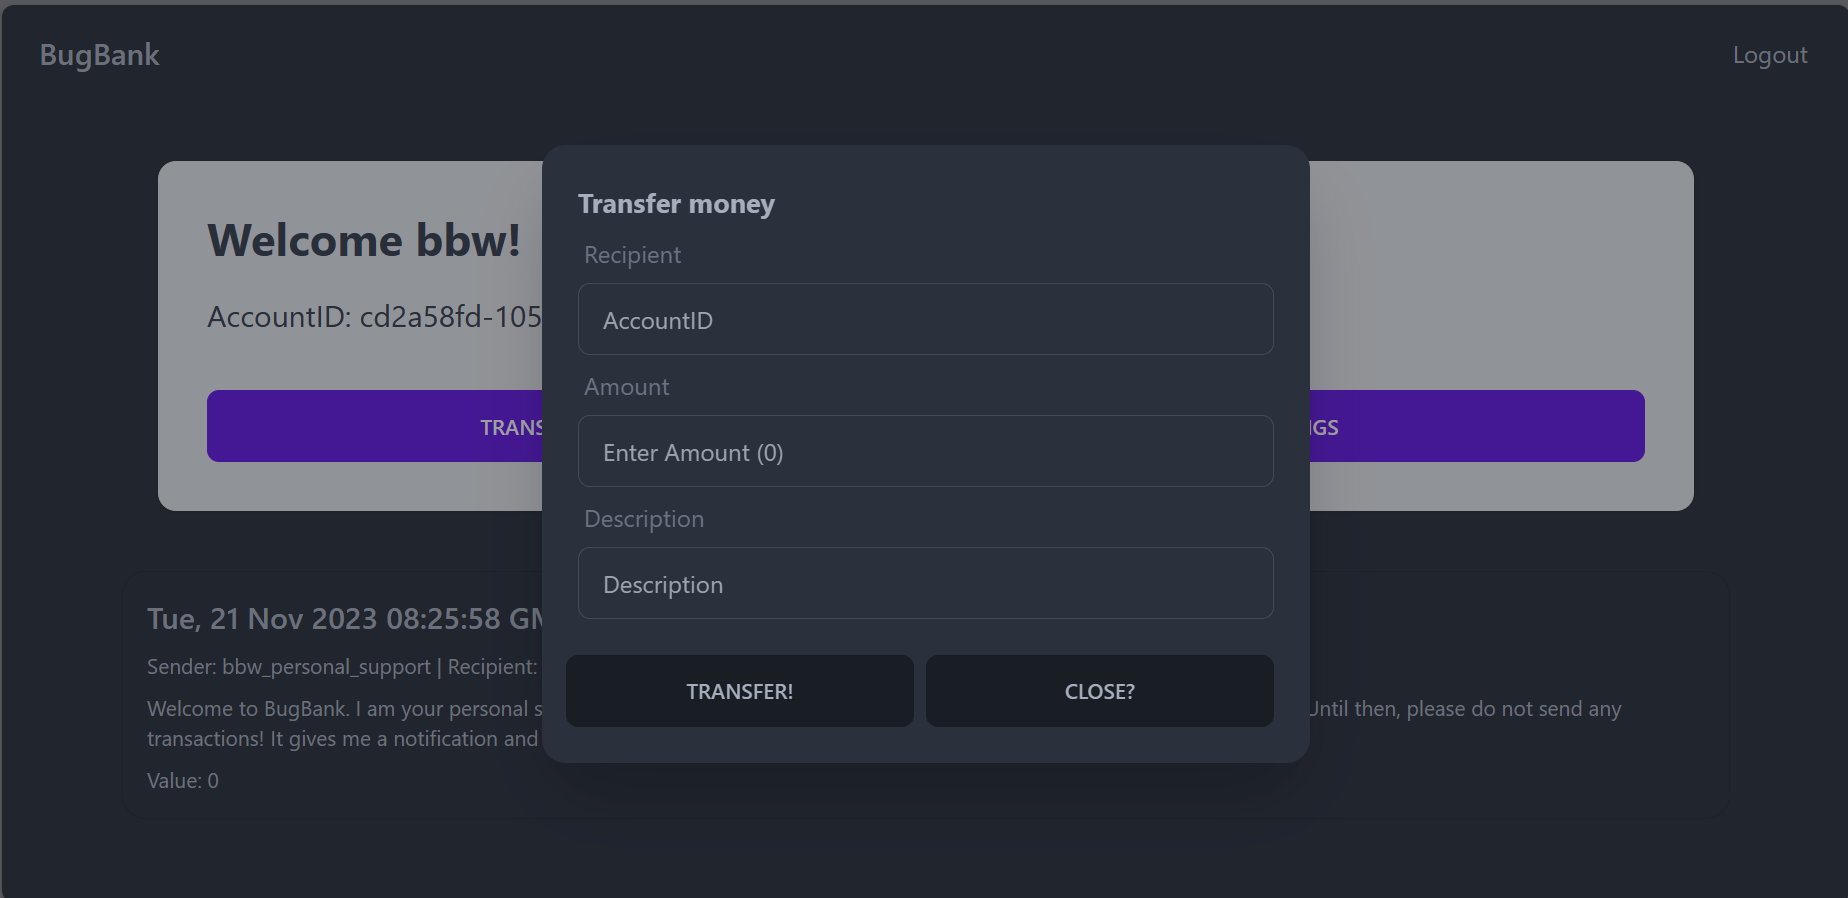 BugBank
Logout
Welcome bbw!
AccountID: cd2a58fd-105
TRANS
IGS
Transfer money
Recipient
AccountID
Amount
Enter Amount (0)
Description
Description
TRANSFER!
CLOSE?
Tue, 21 Nov 2023 08:25:58 GM
Sender: bbw_personal_support | Recipient:
Welcome to BugBank. I am your personal s Until then, please do not send any
transactions! It gives me a notification and
Value: 0